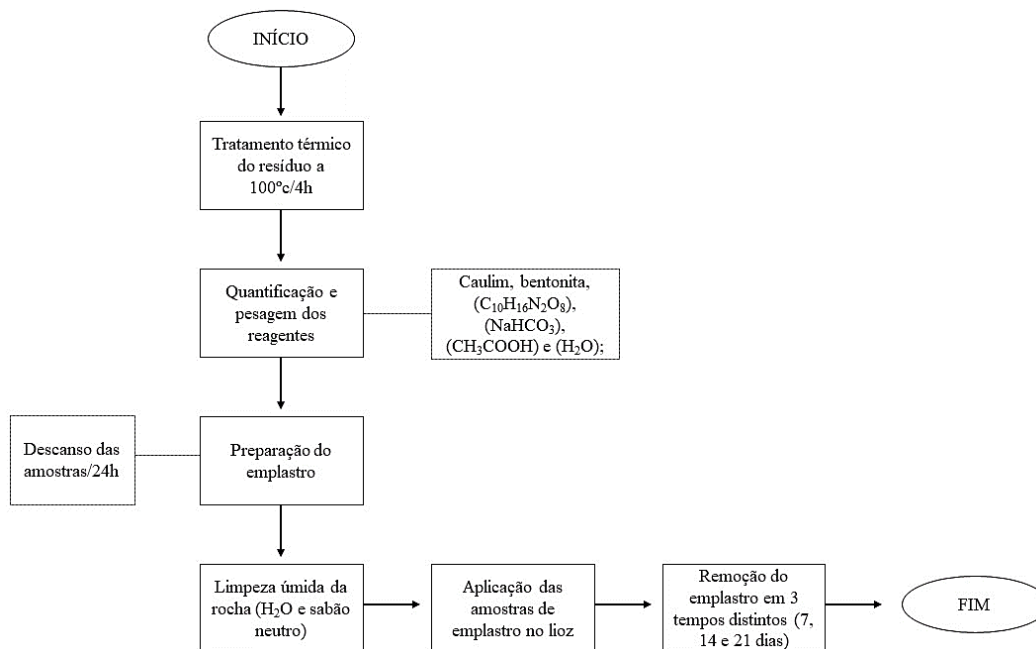 INÍCIO
Tratamento térmico
do resíduo a
100ºc/4h
Quantificação e
pesagem dos
reagentes
Caulim, bentonita,
(C₁₀H₁₆N₂O₈),
(NaHCO₃),
(CH₃COOH) e (H₂O);
Descanso das
amostras/24h
Preparação do
emplastro
Limpeza úmida da
rocha (H₂O e sabão
neutro)
Aplicação das
amostras de
emplastro no lioz
Remoção do
emplastro em 3
tempos distintos (7,
14 e 21 dias)
FIM